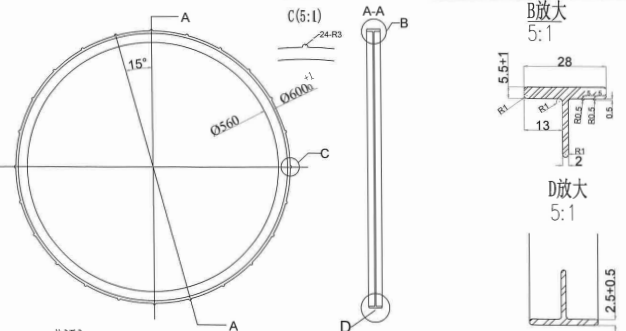 A
C(5:1)
24-R3
15°
Ø600 +1 0
Ø560
C
A
A-A
B
D
B放大
5:1
28
5.5+1
R1
R1
13
R0.5
R0.5
0.5
R1
2
D放大
5:1
2.5+0.5